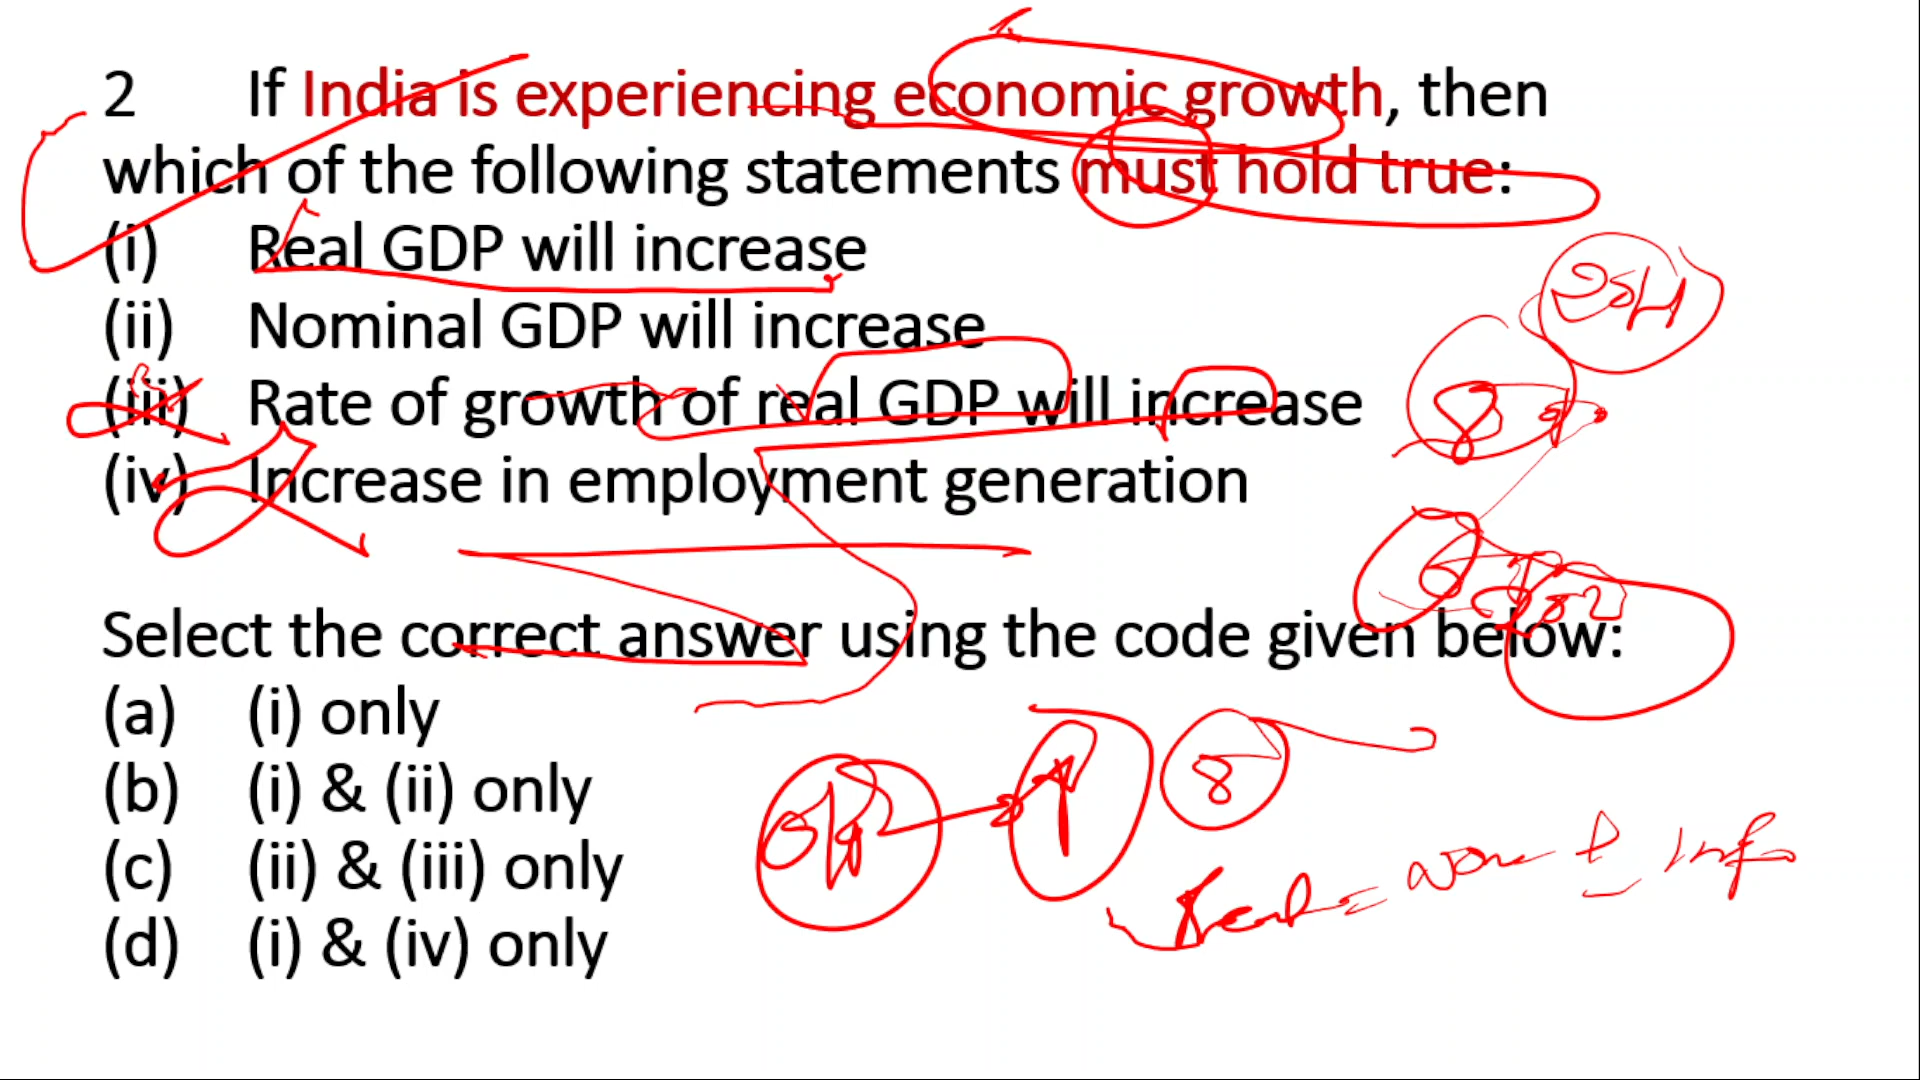 2 If India is experiencing economic growth, then
which of the following statements must hold true:
(i) Real GDP will increase
(ii) Nominal GDP will increase
(iii) Rate of growth of real GDP will increase
(iv) Increase in employment generation
Select the correct answer using the code given below:
(a) (i) only
(b) (i) & (ii) only
(c) (ii) & (iii) only
(d) (i) & (iv) only
8
8
Real = Nom ± Inf